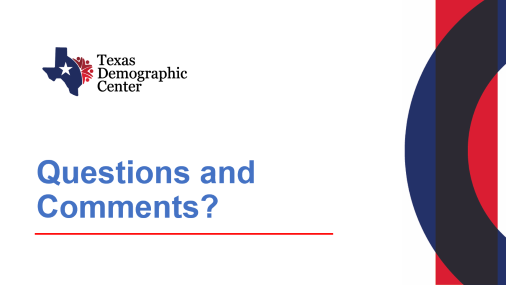 Texas
Demographic
Center
Questions and
Comments?